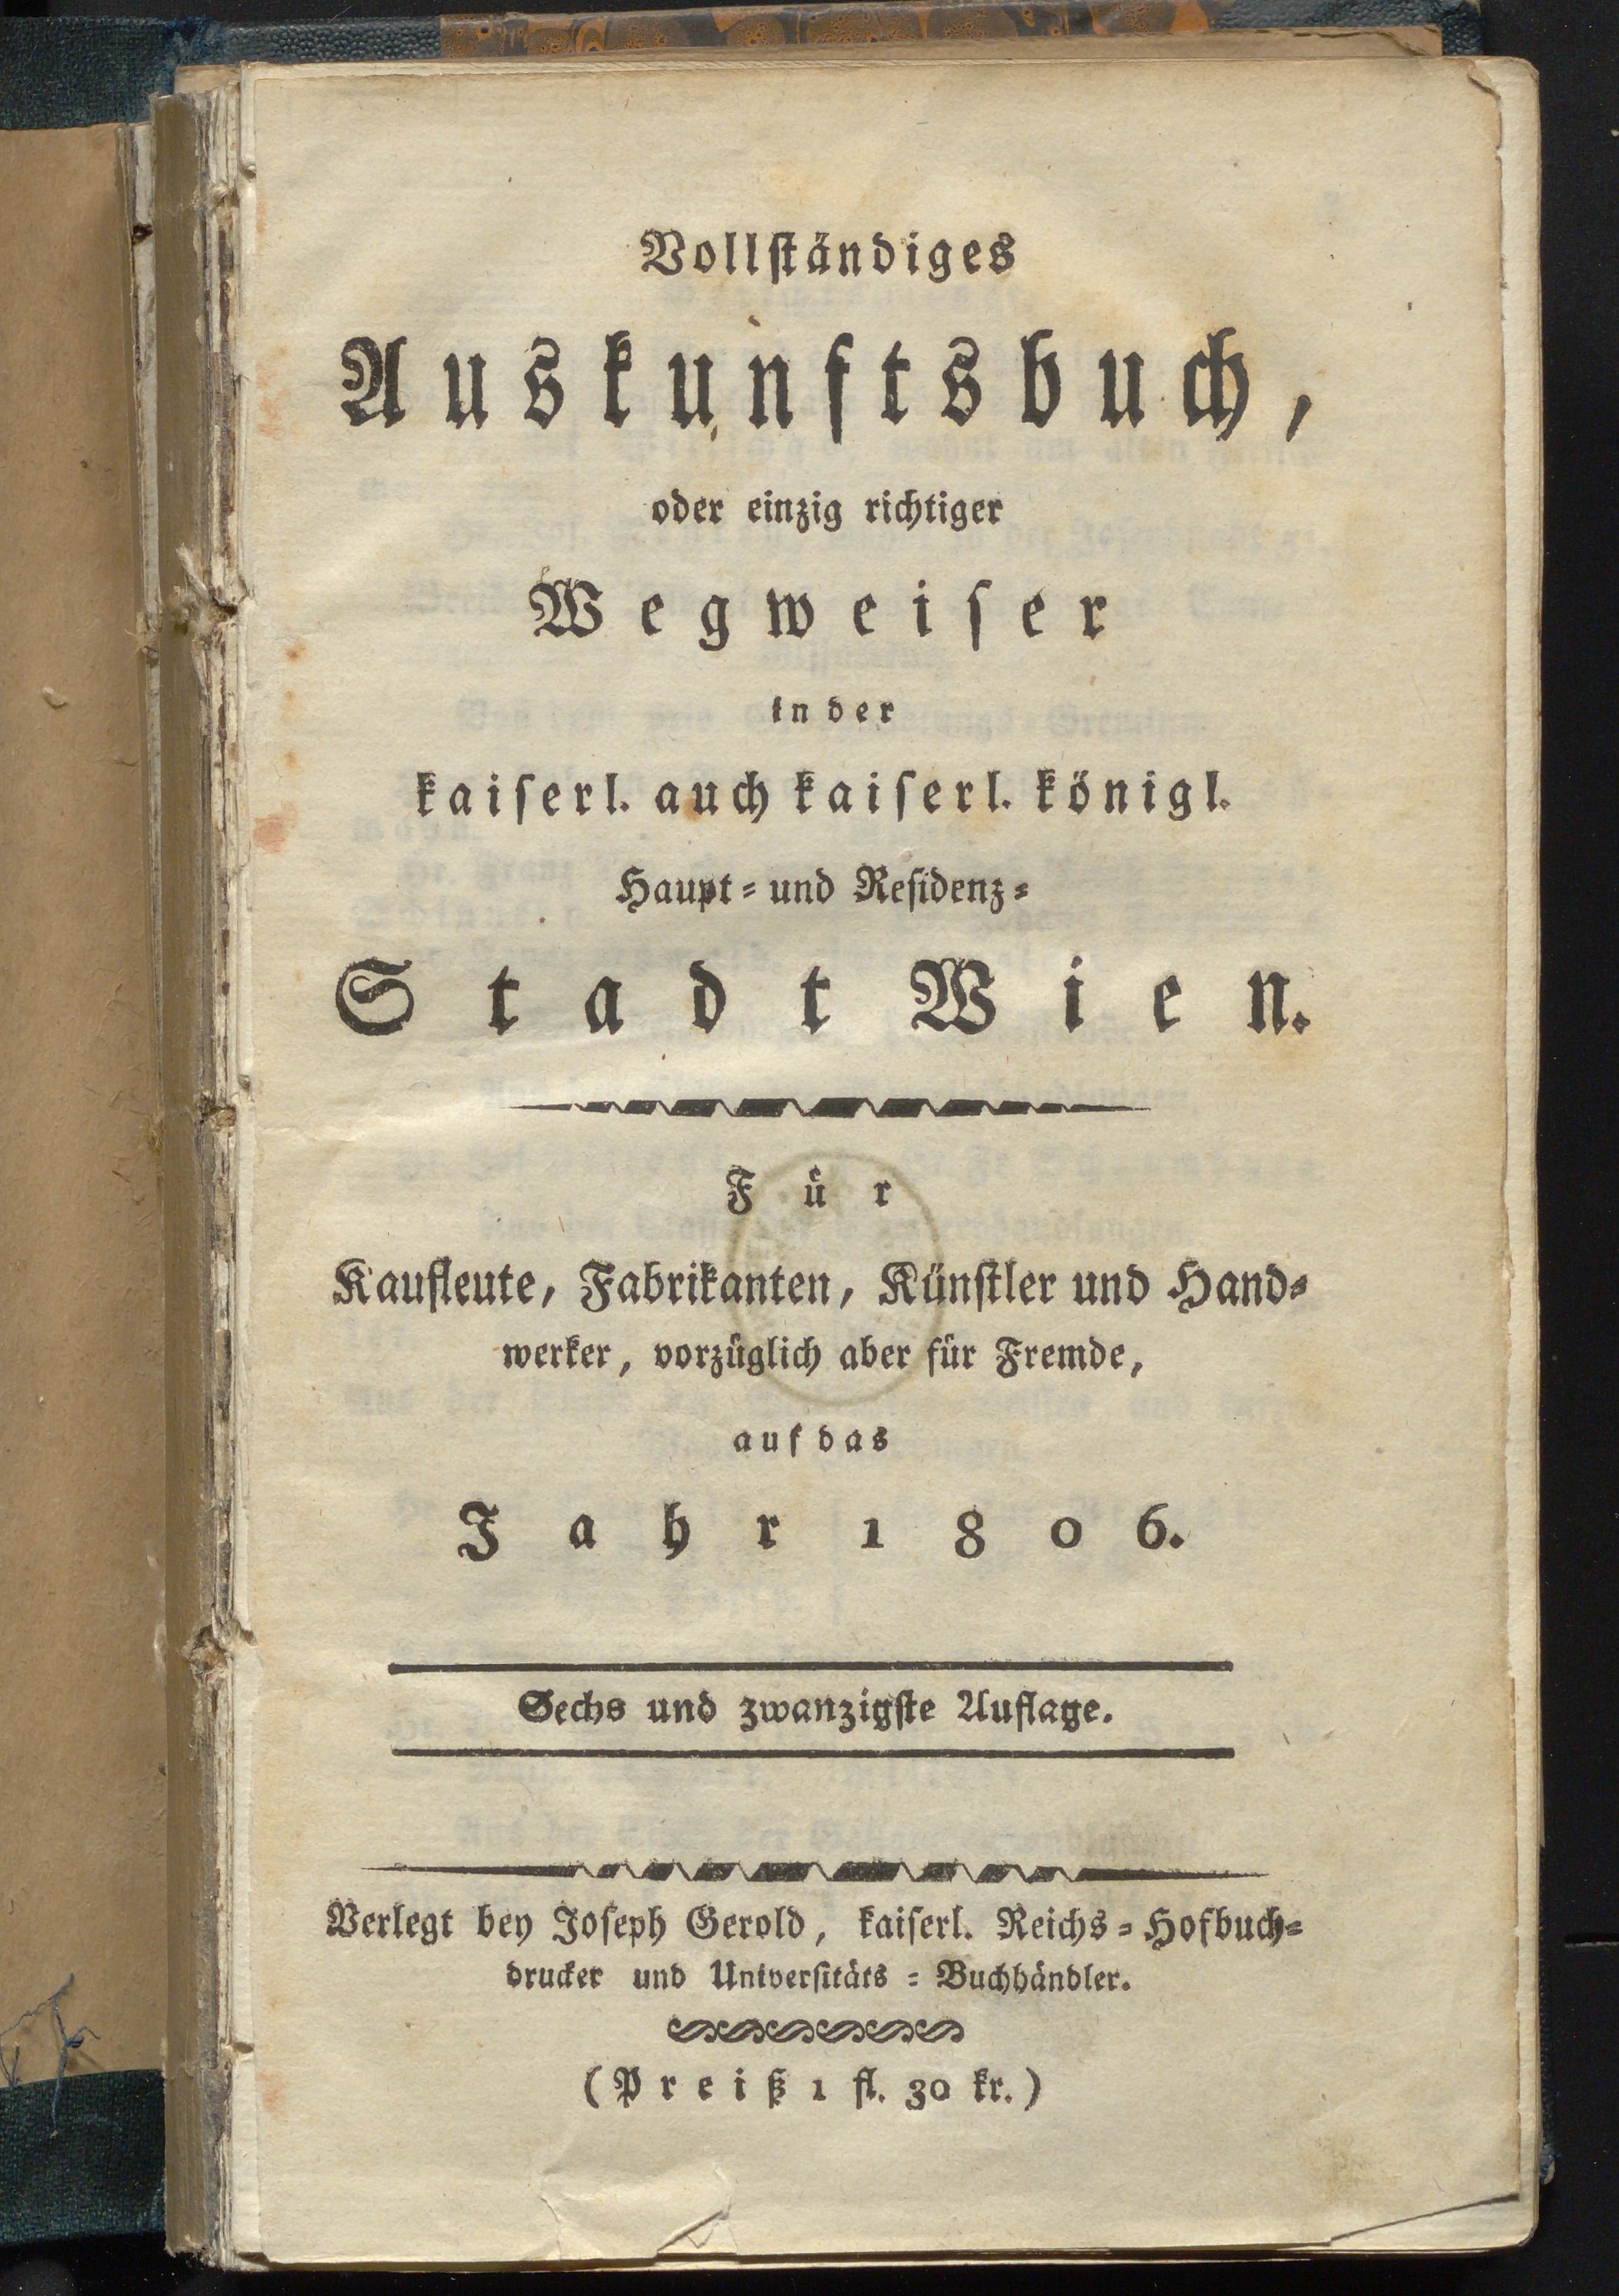 Vollständiges
Auskunftsbuch,
oder einzig richtiger
Wegweiser
in der
kaiserl. auch kaiserl. königl.
Haupt- und Residenz-
Stadt Wien.
Für
Kaufleute, Fabrikanten, Künstler und Hand-
werker, vorzüglich aber für Fremde,
auf das
Jahr 1806.
Sechs und zwanzigste Auflage.
Verlegt bey Joseph Gerold, kaiserl. Reichs-Hofbuch-
drucker und Universitäts-Buchhändler.
(Preiß 1 fl. 30 kr.)